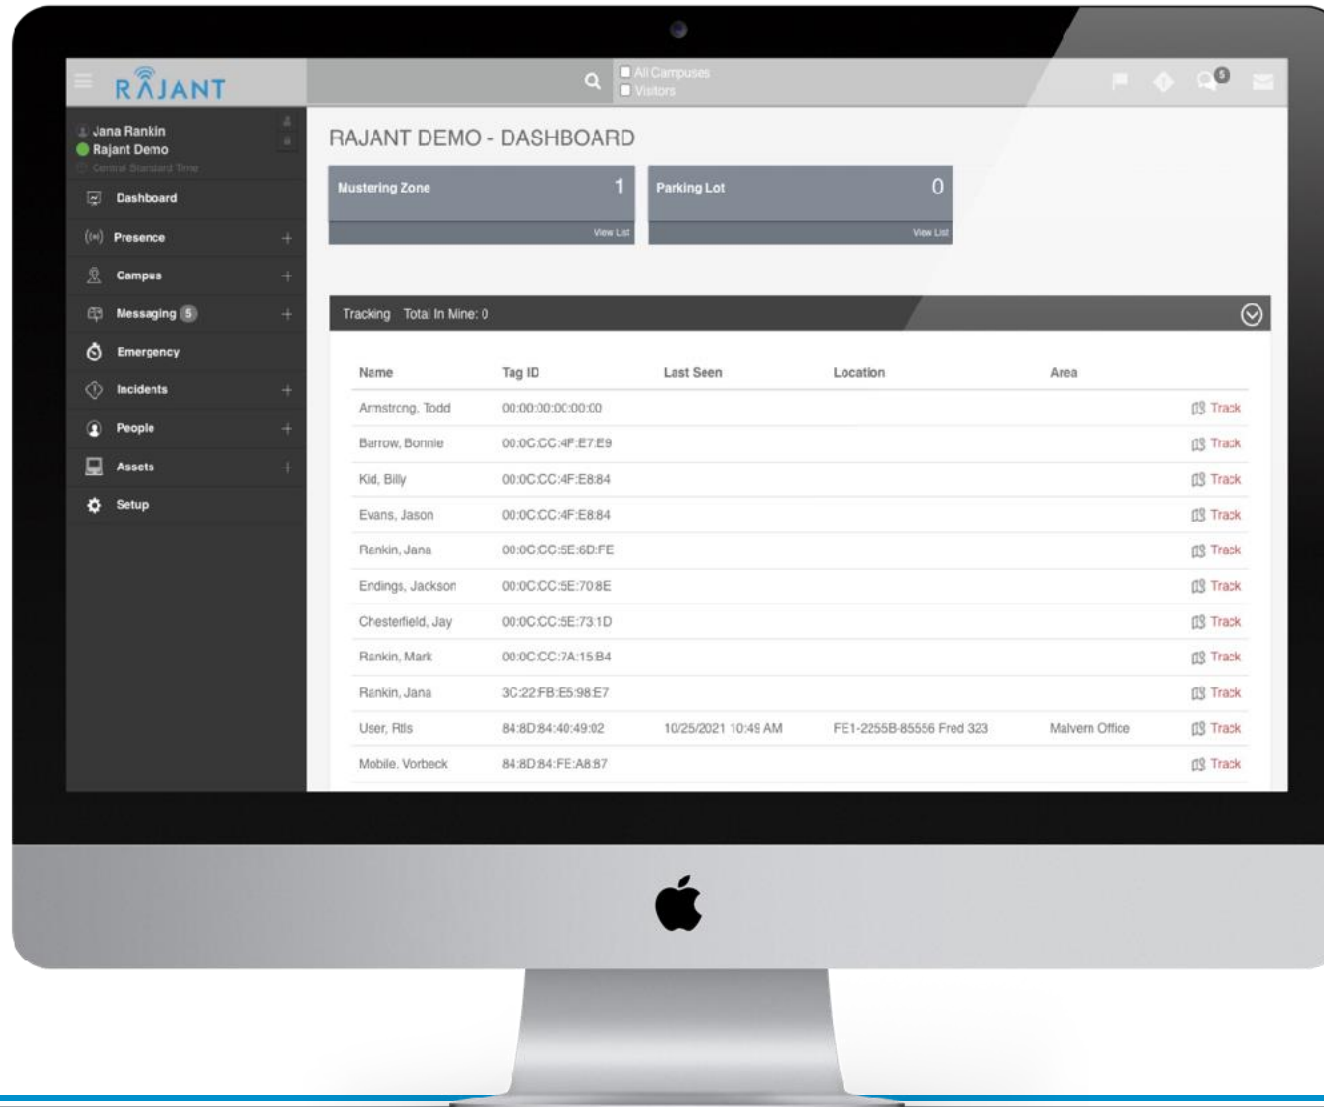 RAJANT
All Campuses
Visitors
5
Jana Rankin
Rajant Demo
Central Standard Time
Dashboard
Presence
Campus
Messaging 5
Emergency
Incidents
People
Assets
Setup
RAJANT DEMO - DASHBOARD
Mustering Zone 1
View List
Parking Lot 0
View List
Tracking Total In Mine: 0
Name Tag ID Last Seen Location Area
Armstrong, Todd 00:00:00:00:00:00 Track
Barrow, Bonnie 00:0C:CC:4F:E7:E9 Track
Kid, Billy 00:0C:CC:4F:E8:84 Track
Evans, Jason 00:0C:CC:4F:E8:84 Track
Rankin, Jana 00:0C:CC:5E:6D:FE Track
Endings, Jackson 00:0C:CC:5E:70:8E Track
Chesterfield, Jay 00:0C:CC:5E:73:1D Track
Rankin, Mark 00:0C:CC:7A:15:B4 Track
Rankin, Jana 3C:22:FB:E5:98:E7 Track
User, Rtls 84:8D:84:40:49:02 10/25/2021 10:49 AM FE1-2255B-85556 Fred 323 Malvern Office Track
Mobile, Vorbeck 84:8D:84:FE:A8:87 Track